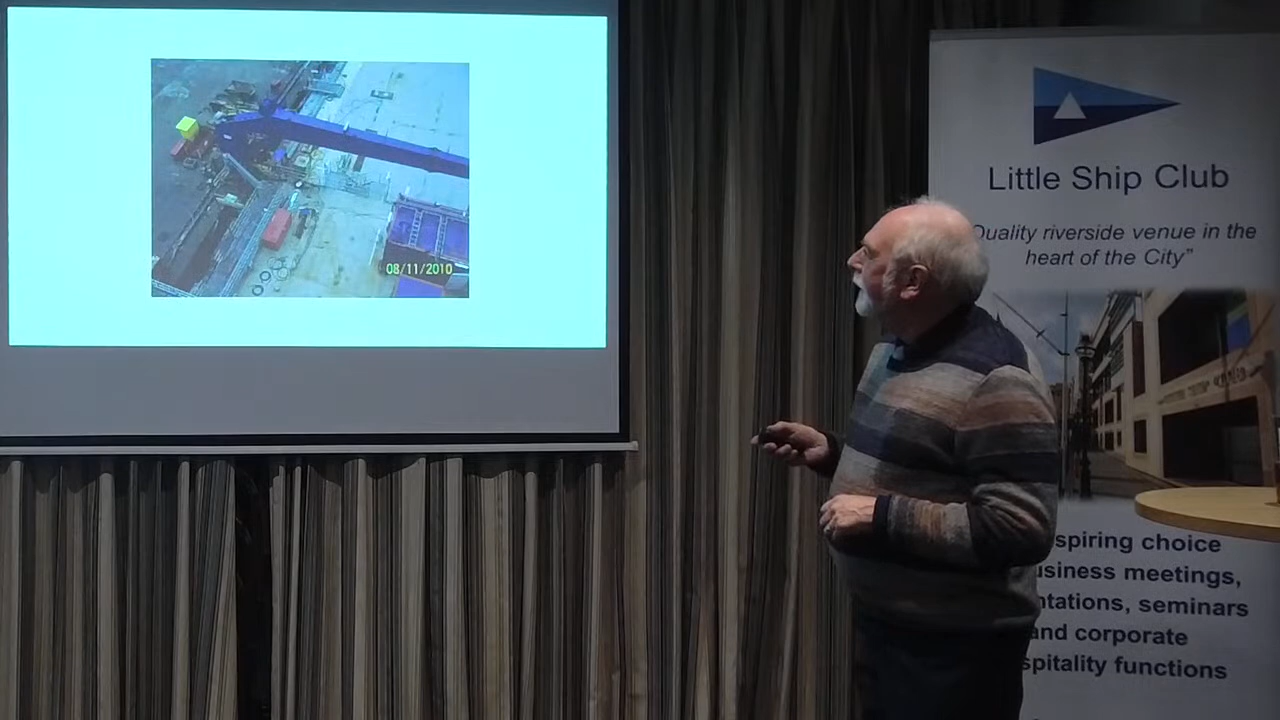 08/11/2010
Little Ship Club
Quality riverside venue in the
heart of the City”
spiring choice
usiness meetings,
ntations, seminars
and corporate
spitality functions